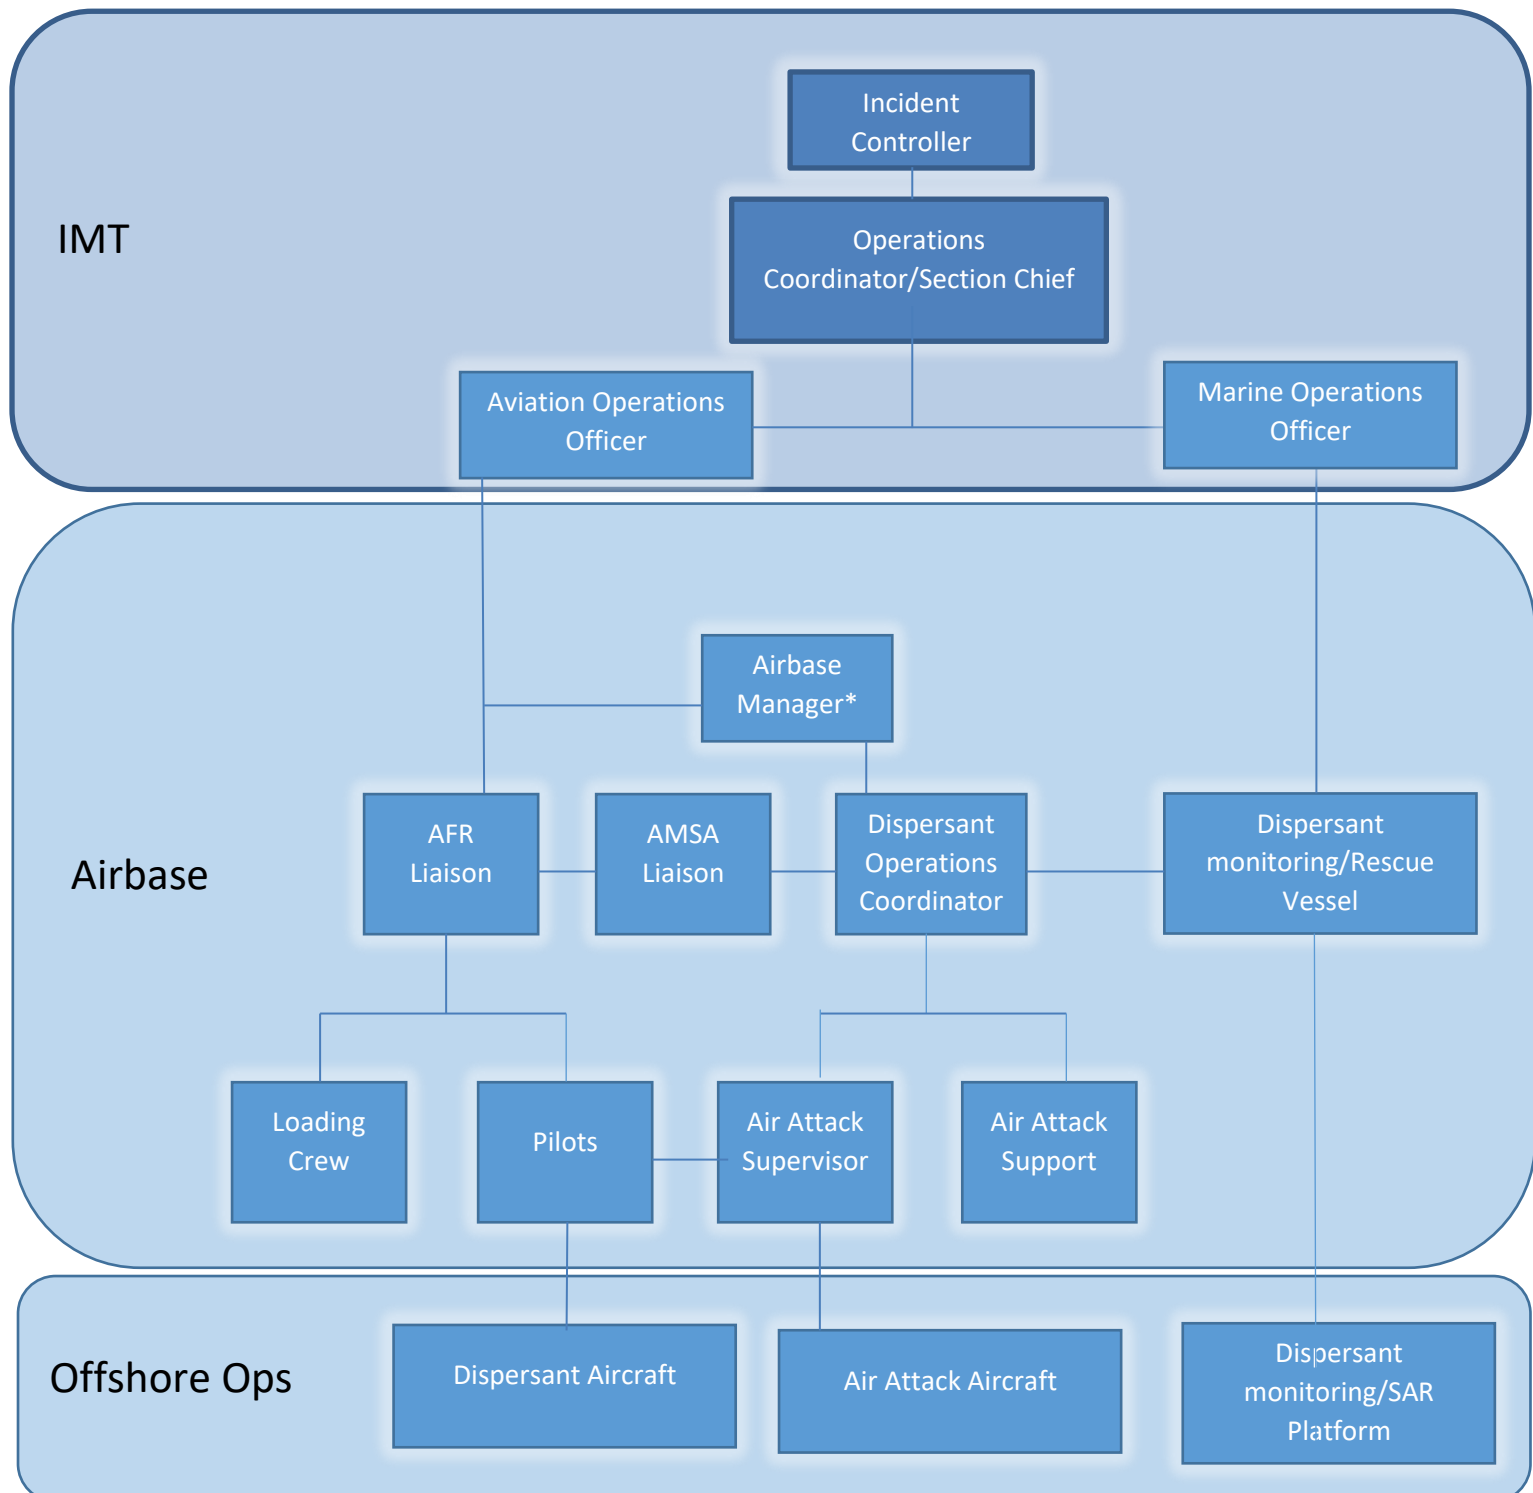 Incident
Controller
IMT
Operations
Coordinator/Section Chief
Aviation Operations
Officer
Marine Operations
Officer
Airbase
Manager*
Airbase
AFR
Liaison
AMSA
Liaison
Dispersant
Operations
Coordinator
Dispersant
monitoring/Rescue
Vessel
Loading
Crew
Pilots
Air Attack
Supervisor
Air Attack
Support
Offshore Ops
Dispersant Aircraft
Air Attack Aircraft
Dispersant
monitoring/SAR
Platform